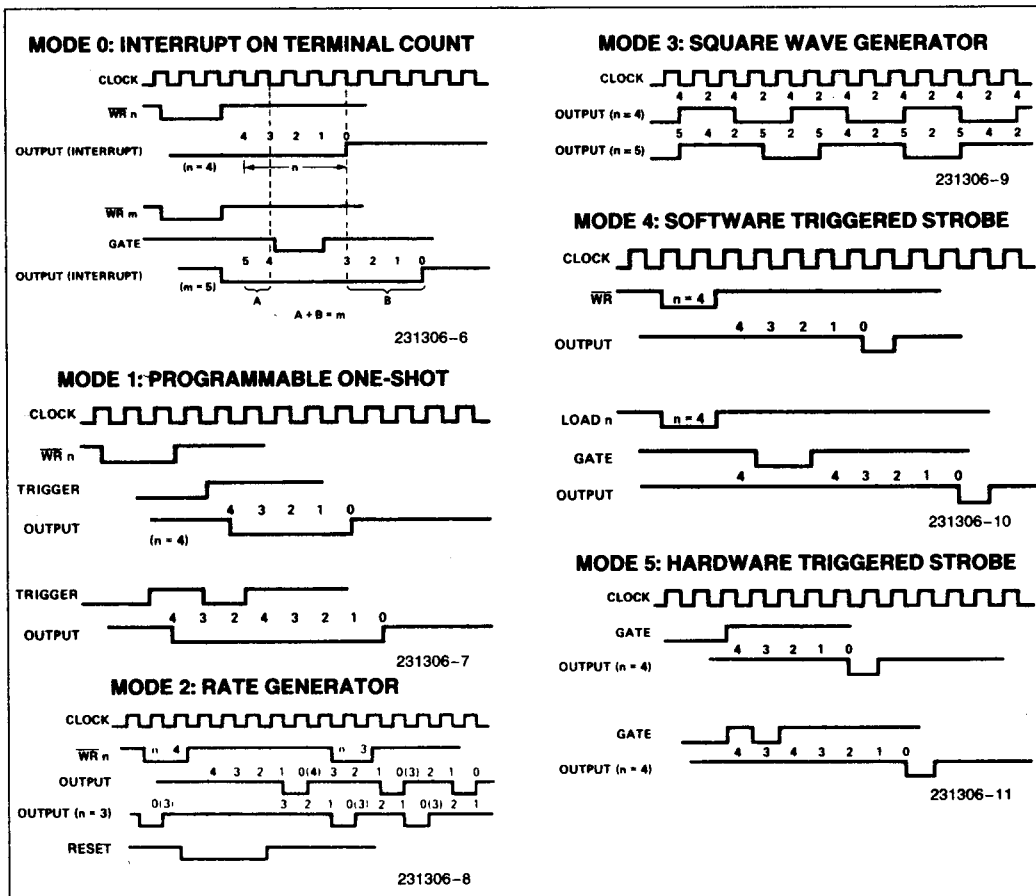 MODE 0: INTERRUPT ON TERMINAL COUNT
CLOCK
WR n
4 3 2 1 0
OUTPUT (INTERRUPT)
(n = 4)
n
WR m
GATE
5 4 3 2 1 0
OUTPUT (INTERRUPT)
(m = 5)
A B
A + B = m
231306-6
MODE 1: PROGRAMMABLE ONE-SHOT
CLOCK
WR n
TRIGGER
4 3 2 1 0
OUTPUT
(n = 4)
TRIGGER
4 3 2 4 3 2 1 0
OUTPUT
231306-7
MODE 2: RATE GENERATOR
CLOCK
WR n
n 4 n 3
4 3 2 1 0(4) 3 2 1 0(3) 2 1 0
OUTPUT
0(3) 3 2 1 0(3) 2 1 0(3) 2 1
OUTPUT (n = 3)
RESET
231306-8
MODE 3: SQUARE WAVE GENERATOR
CLOCK
4 2 4 2 4 2 4 2 4 2 4 2 4
OUTPUT (n = 4)
5 4 2 5 2 5 4 2 5 2 5 4 2
OUTPUT (n = 5)
231306-9
MODE 4: SOFTWARE TRIGGERED STROBE
CLOCK
WR n = 4
4 3 2 1 0
OUTPUT
LOAD n n = 4
GATE
4 4 3 2 1 0
OUTPUT
231306-10
MODE 5: HARDWARE TRIGGERED STROBE
CLOCK
GATE
4 3 2 1 0
OUTPUT (n = 4)
GATE
4 3 4 3 2 1 0
OUTPUT (n = 4)
231306-11